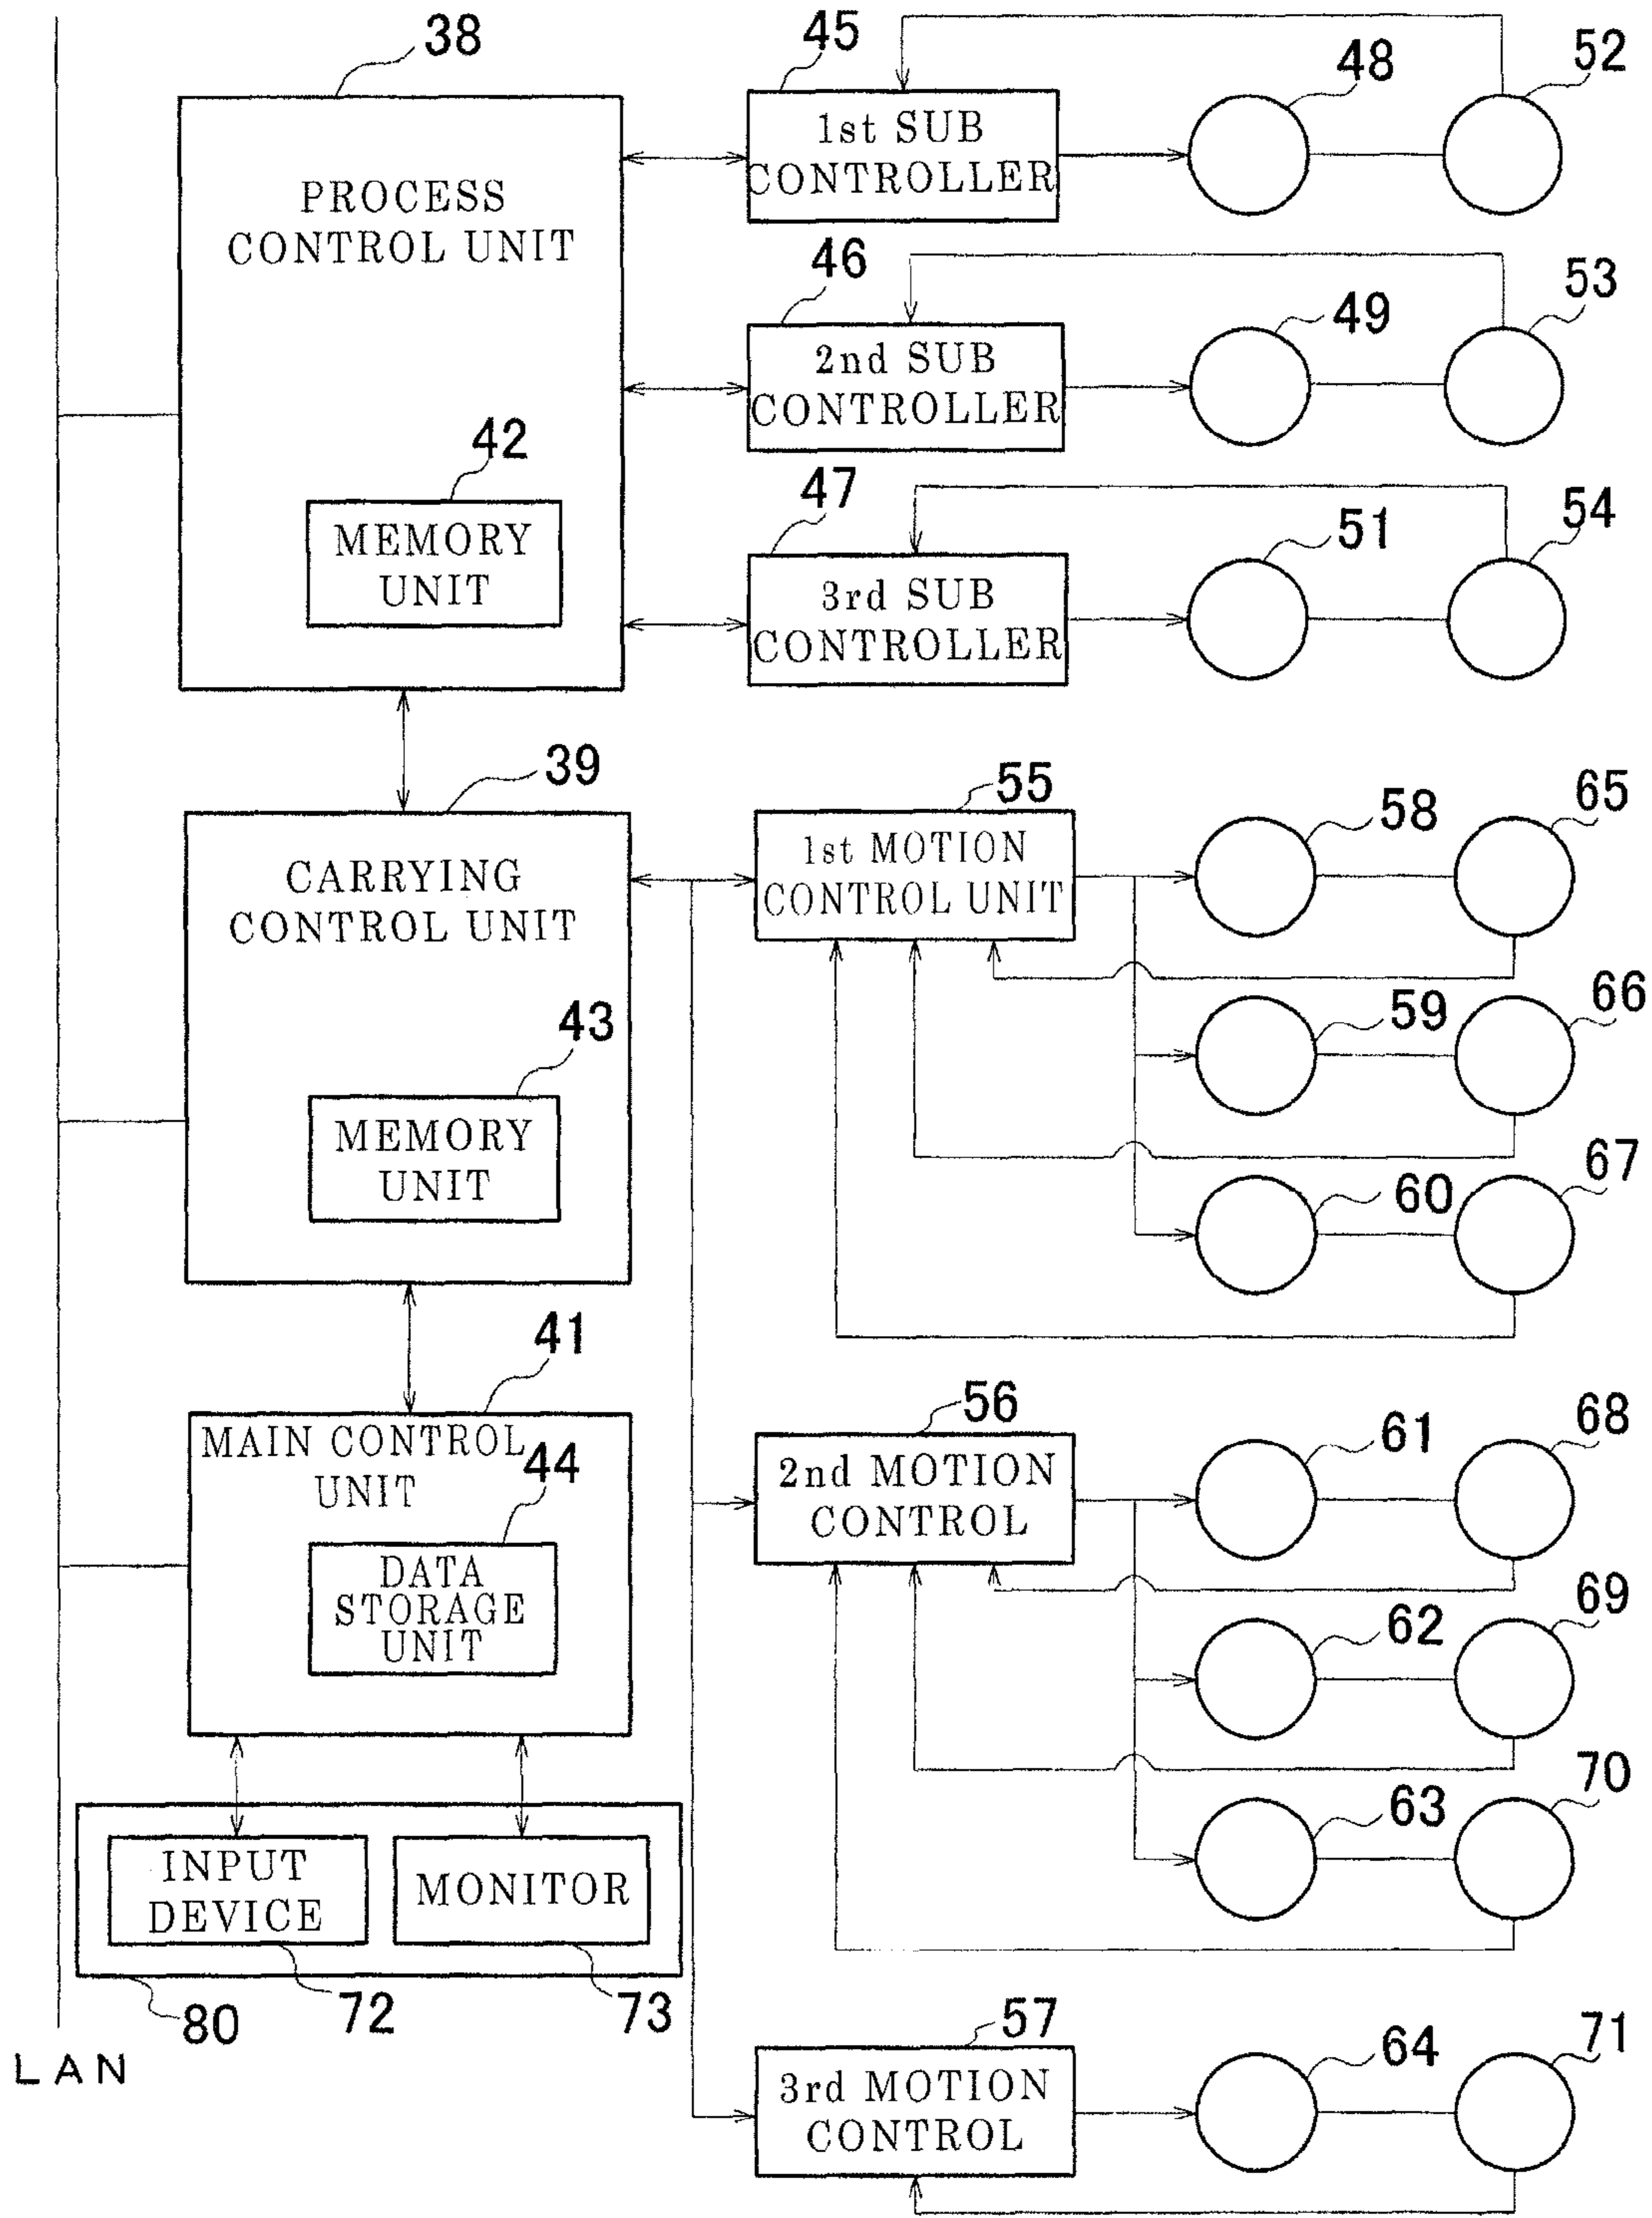 38
PROCESS
CONTROL UNIT
42
MEMORY
UNIT
45
1st SUB
CONTROLLER
48
52
46
2nd SUB
CONTROLLER
49
53
47
3rd SUB
CONTROLLER
51
54
39
CARRYING
CONTROL UNIT
43
MEMORY
UNIT
55
1st MOTION
CONTROL UNIT
58
65
59
66
60
67
41
MAIN CONTROL
UNIT
44
DATA
STORAGE
UNIT
56
2nd MOTION
CONTROL
61
68
62
69
63
70
INPUT
DEVICE
MONITOR
80
72
73
LAN
57
3rd MOTION
CONTROL
64
71